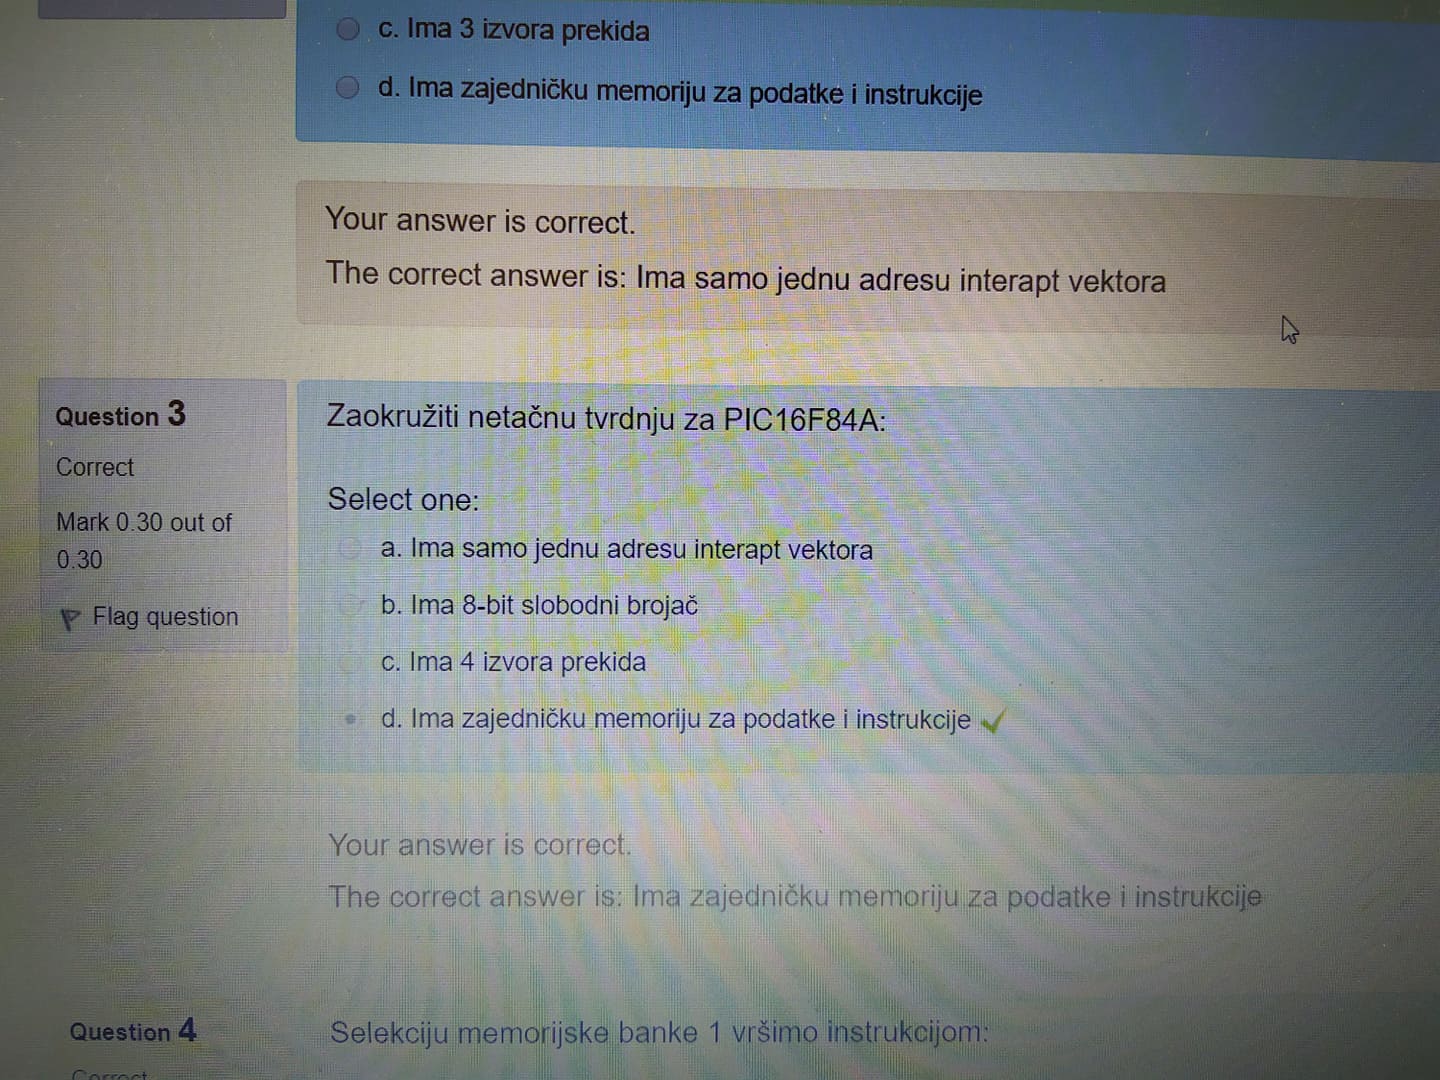 c. Ima 3 izvora prekida
d. Ima zajedničku memoriju za podatke i instrukcije
Your answer is correct.
The correct answer is: Ima samo jednu adresu interapt vektora
Question 3
Correct
Mark 0.30 out of
0.30
Flag question
Zaokružiti netačnu tvrdnju za PIC16F84A:
Select one:
a. Ima samo jednu adresu interapt vektora
b. Ima 8-bit slobodni brojač
c. Ima 4 izvora prekida
d. Ima zajedničku memoriju za podatke i instrukcije
Your answer is correct.
The correct answer is: Ima zajedničku memoriju za podatke i instrukcije
Question 4
Correct
Selekciju memorijske banke 1 vršimo instrukcijom: